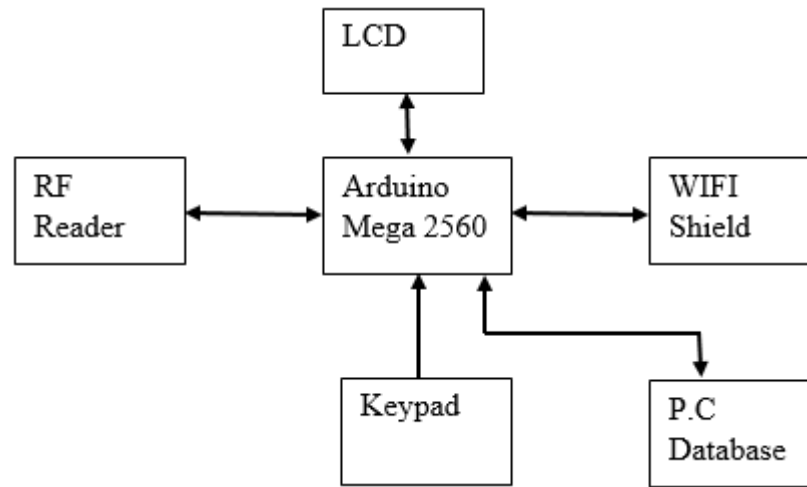 LCD
RF
Reader
Arduino
Mega 2560
WIFI
Shield
Keypad
P.C
Database